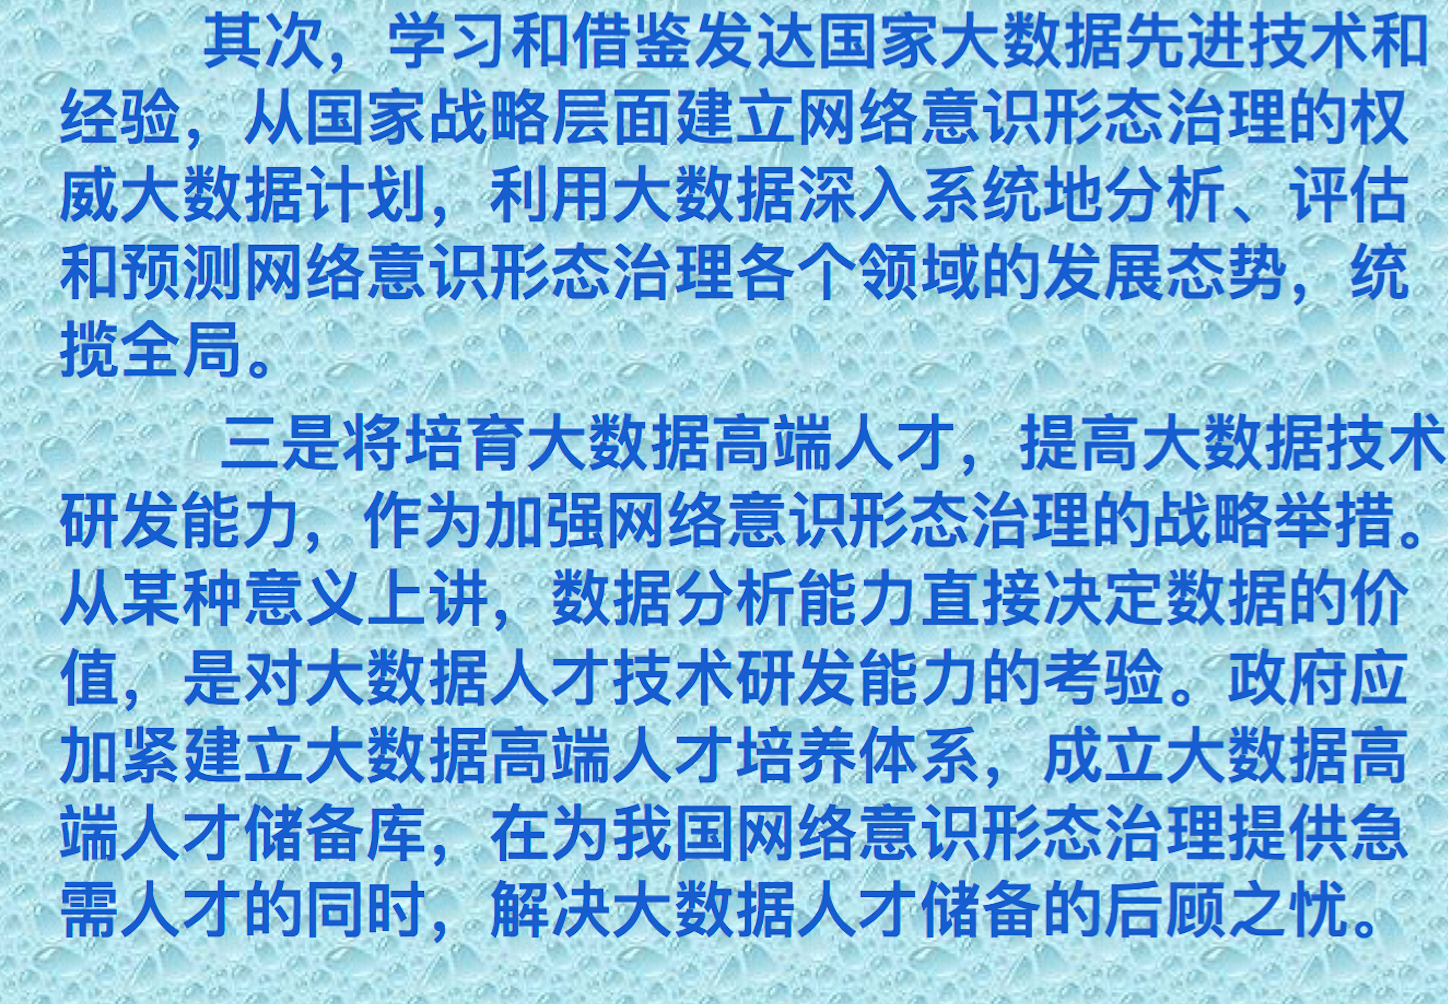 其次，学习和借鉴发达国家大数据先进技术和
经验，从国家战略层面建立网络意识形态治理的权
威大数据计划，利用大数据深入系统地分析、评估
和预测网络意识形态治理各个领域的发展态势，统
揽全局。
三是将培育大数据高端人才，提高大数据技术
研发能力，作为加强网络意识形态治理的战略举措。
从某种意义上讲，数据分析能力直接决定数据的价
值，是对大数据人才技术研发能力的考验。政府应
加紧建立大数据高端人才培养体系，成立大数据高
端人才储备库，在为我国网络意识形态治理提供急
需人才的同时，解决大数据人才储备的后顾之忧。